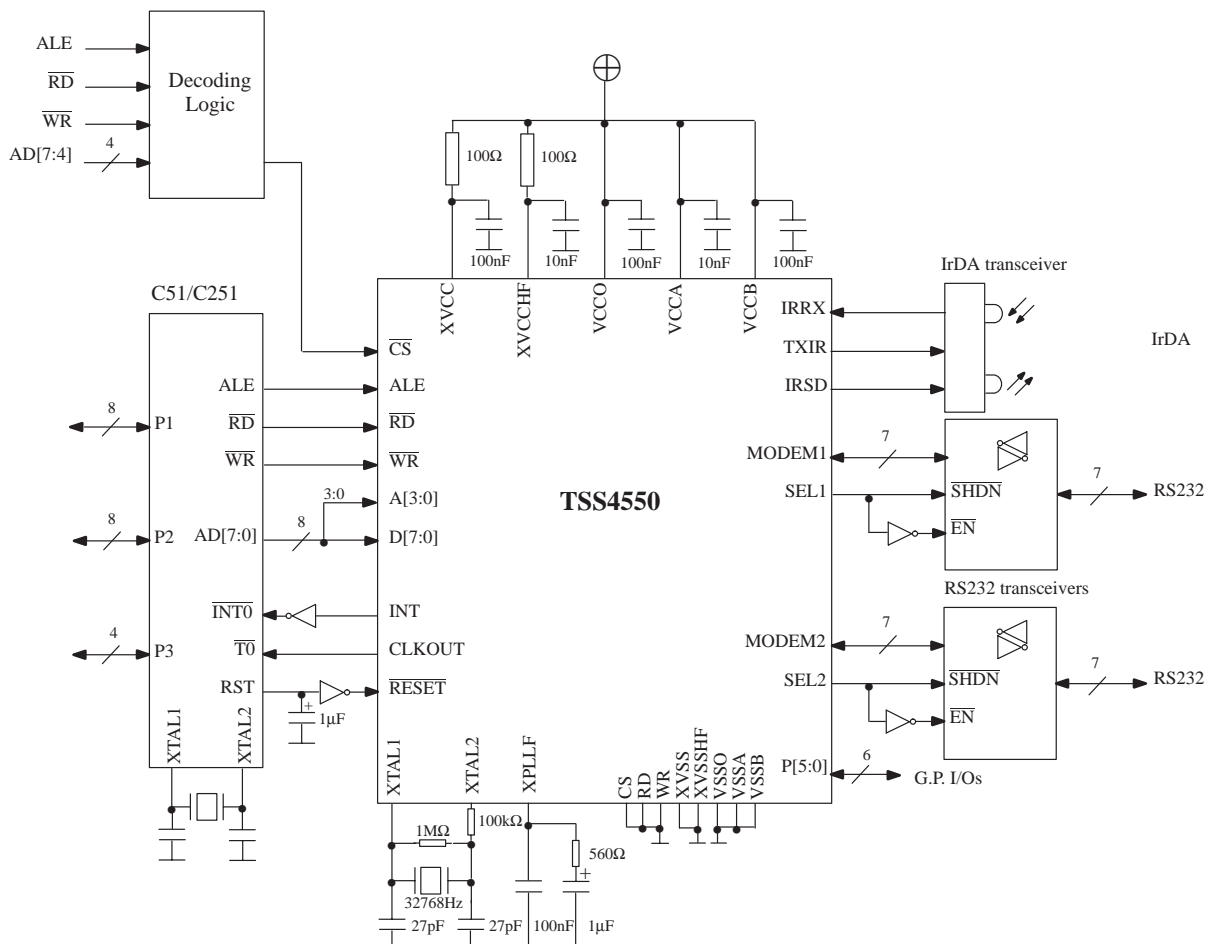 ALE
RD
WR
AD[7:4]
4
Decoding
Logic
100Ω
100Ω
100nF
10nF
100nF
10nF
100nF
XVCC
XVCCHF
VCCO
VCCA
VCCB
C51/C251
IrDA transceiver
IrDA
IRRX
TXIR
IRSD
CS
ALE
ALE
RD
RD
WR
WR
8
P1
3:0
A[3:0]
8
P2
AD[7:0]
8
D[7:0]
TSS4550
MODEM1
7
SEL1
SHDN
EN
7
RS232
RS232 transceivers
INT0
INT
4
P3
T0
CLKOUT
RST
RESET
+
1µF
XTAL1
XTAL2
MODEM2
7
SEL2
SHDN
EN
7
RS232
P[5:0]
6
G.P. I/Os
XTAL1
XTAL2
XPLLF
CS
RD
WR
XVSS
XVSSHF
VSSO
VSSA
VSSB
100kΩ
1MΩ
32768Hz
560Ω
+
27pF
27pF
100nF
1µF